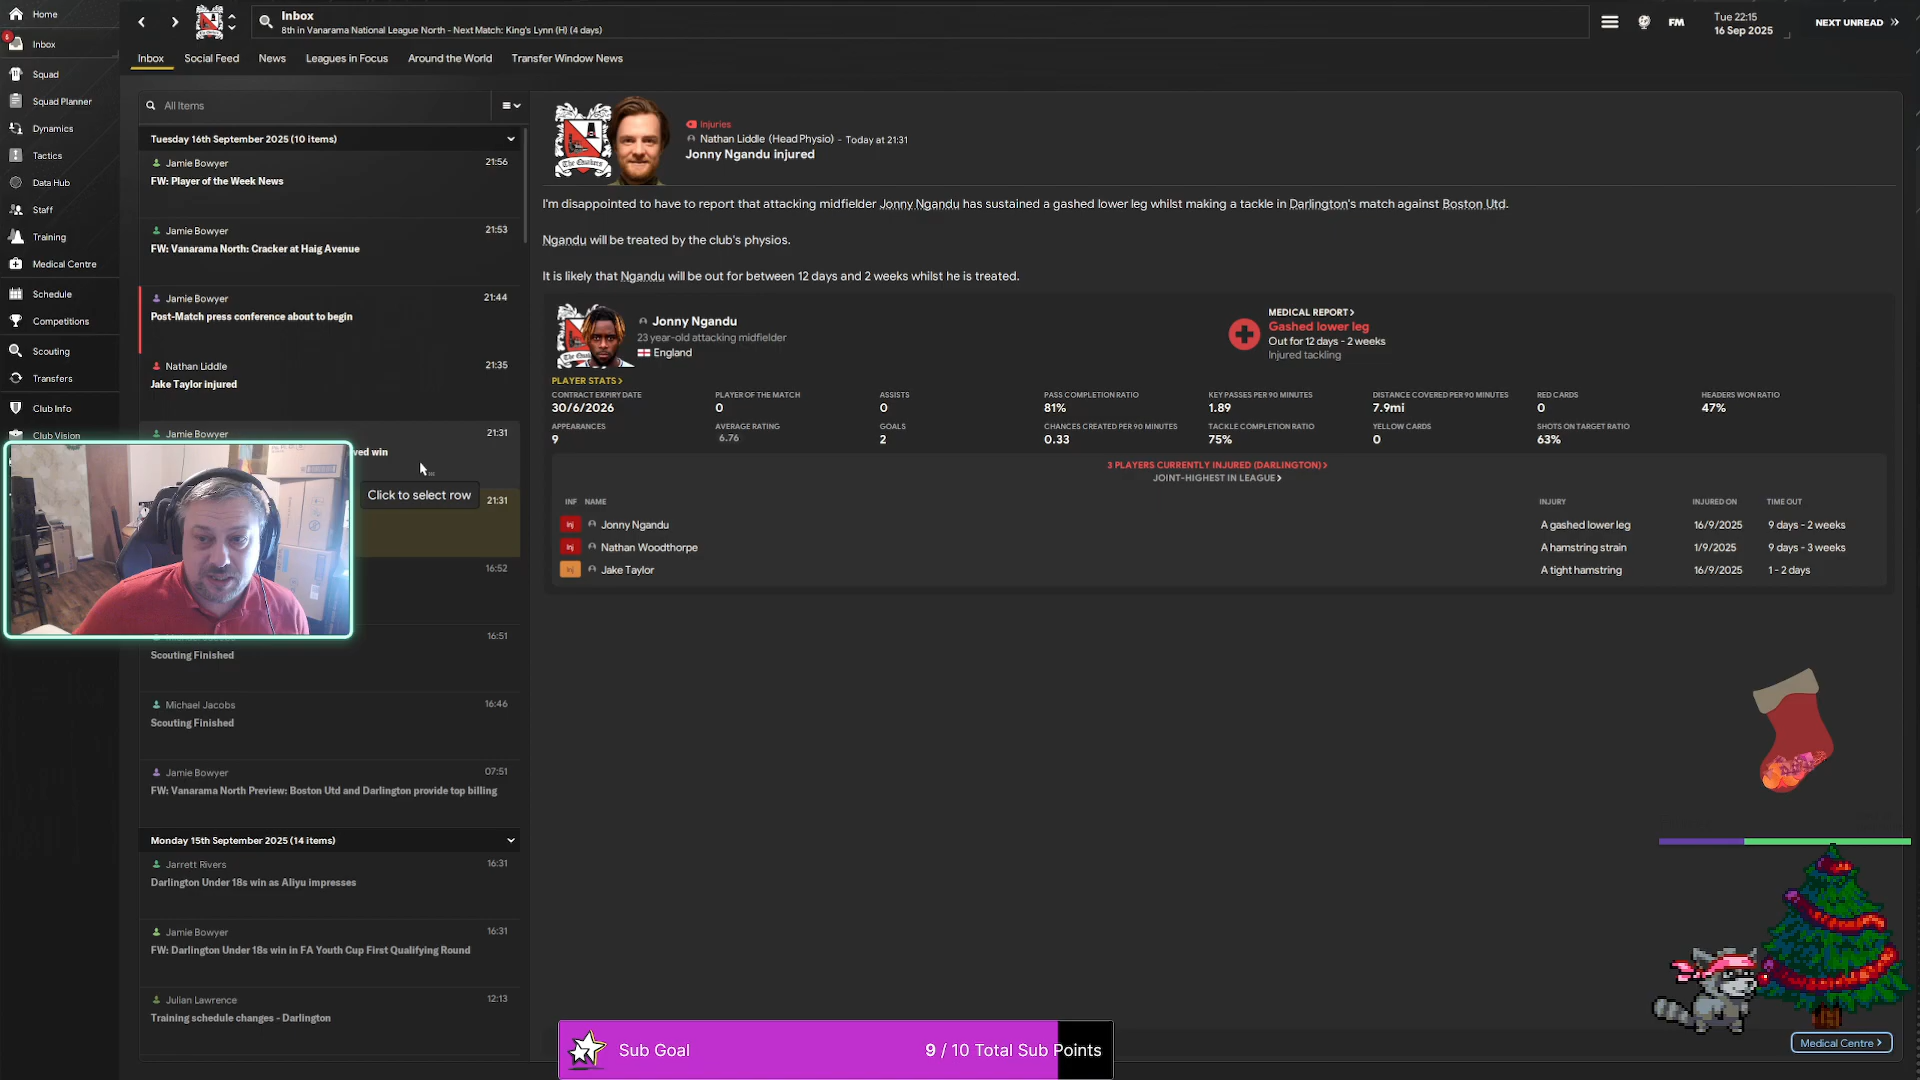 Home
Inbox
Squad
Squad Planner
Dynamics
Tactics
Data Hub
Staff
Training
Medical Centre
Schedule
Competitions
Scouting
Transfers
Club Info
Club Vision
Inbox
8th in Vanarama National League North - Next Match: King's Lynn (H) (4 days)
FM
Tue 22:15
16 Sep 2025
NEXT UNREAD
Inbox
Social Feed
News
Leagues in Focus
Around the World
Transfer Window News
All Items
Tuesday 16th September 2025 (10 items)
Jamie Bowyer 21:56
FW: Player of the Week News
Jamie Bowyer 21:53
FW: Vanarama North: Cracker at Haig Avenue
Jamie Bowyer 21:44
Post-Match press conference about to begin
Nathan Liddle 21:35
Jake Taylor injured
Jamie Bowyer 21:31
ved win
Click to select row
21:31
16:52
16:51
Scouting Finished
Michael Jacobs 16:46
Scouting Finished
Jamie Bowyer 07:51
FW: Vanarama North Preview: Boston Utd and Darlington provide top billing
Monday 15th September 2025 (14 items)
Jarrett Rivers 16:31
Darlington Under 18s win as Aliyu impresses
Jamie Bowyer 16:31
FW: Darlington Under 18s win in FA Youth Cup First Qualifying Round
Julian Lawrence 12:13
Training schedule changes - Darlington
The Quakers
Injuries
Nathan Liddle (Head Physio) - Today at 21:31
Jonny Ngandu injured
I'm disappointed to have to report that attacking midfielder Jonny Ngandu has sustained a gashed lower leg whilst making a tackle in Darlington's match against Boston Utd.
Ngandu will be treated by the club's physios.
It is likely that Ngandu will be out for between 12 days and 2 weeks whilst he is treated.
Jonny Ngandu
23 year-old attacking midfielder
England
MEDICAL REPORT
Gashed lower leg
Out for 12 days - 2 weeks
Injured tackling
PLAYER STATS
CONTRACT EXPIRY DATE PLAYER OF THE MATCH ASSISTS PASS COMPLETION RATIO KEY PASSES PER 90 MINUTES DISTANCE COVERED PER 90 MINUTES RED CARDS HEADERS WON RATIO
30/6/2026 0 0 81% 1.89 7.9mi 0 47%
APPEARANCES AVERAGE RATING GOALS CHANCES CREATED PER 90 MINUTES TACKLE COMPLETION RATIO YELLOW CARDS SHOTS ON TARGET RATIO
9 6.76 2 0.33 75% 0 63%
3 PLAYERS CURRENTLY INJURED (DARLINGTON)
JOINT-HIGHEST IN LEAGUE
INF NAME INJURY INJURED ON TIME OUT
Inj Jonny Ngandu A gashed lower leg 16/9/2025 9 days - 2 weeks
Inj Nathan Woodthorpe A hamstring strain 1/9/2025 9 days - 3 weeks
Inj Jake Taylor A tight hamstring 16/9/2025 1 - 2 days
Sub Goal 9 / 10 Total Sub Points
Medical Centre